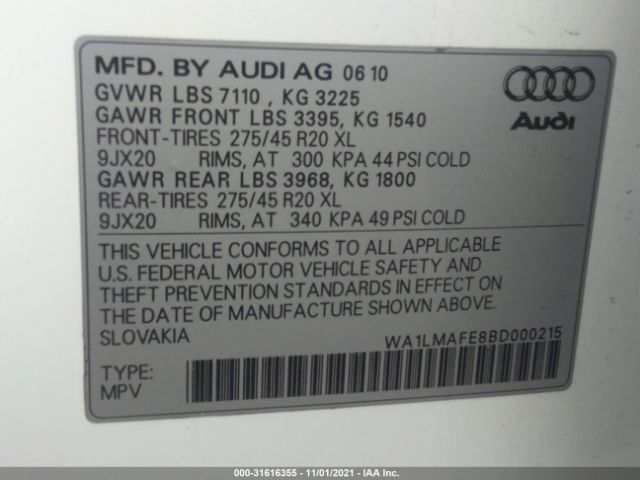 MFD. BY AUDI AG 06 10
GVWR LBS 7110 , KG 3225
GAWR FRONT LBS 3395, KG 1540
FRONT-TIRES 275/45 R20 XL
9JX20 RIMS, AT 300 KPA 44 PSI COLD
GAWR REAR LBS 3968, KG 1800
REAR-TIRES 275/45 R20 XL
9JX20 RIMS, AT 340 KPA 49 PSI COLD
Audi
THIS VEHICLE CONFORMS TO ALL APPLICABLE
U.S. FEDERAL MOTOR VEHICLE SAFETY AND
THEFT PREVENTION STANDARDS IN EFFECT ON
THE DATE OF MANUFACTURE SHOWN ABOVE.
SLOVAKIA WA1LMAFE8BD000215
TYPE:
MPV
000-31616355 - 11/01/2021 - IAA Inc.